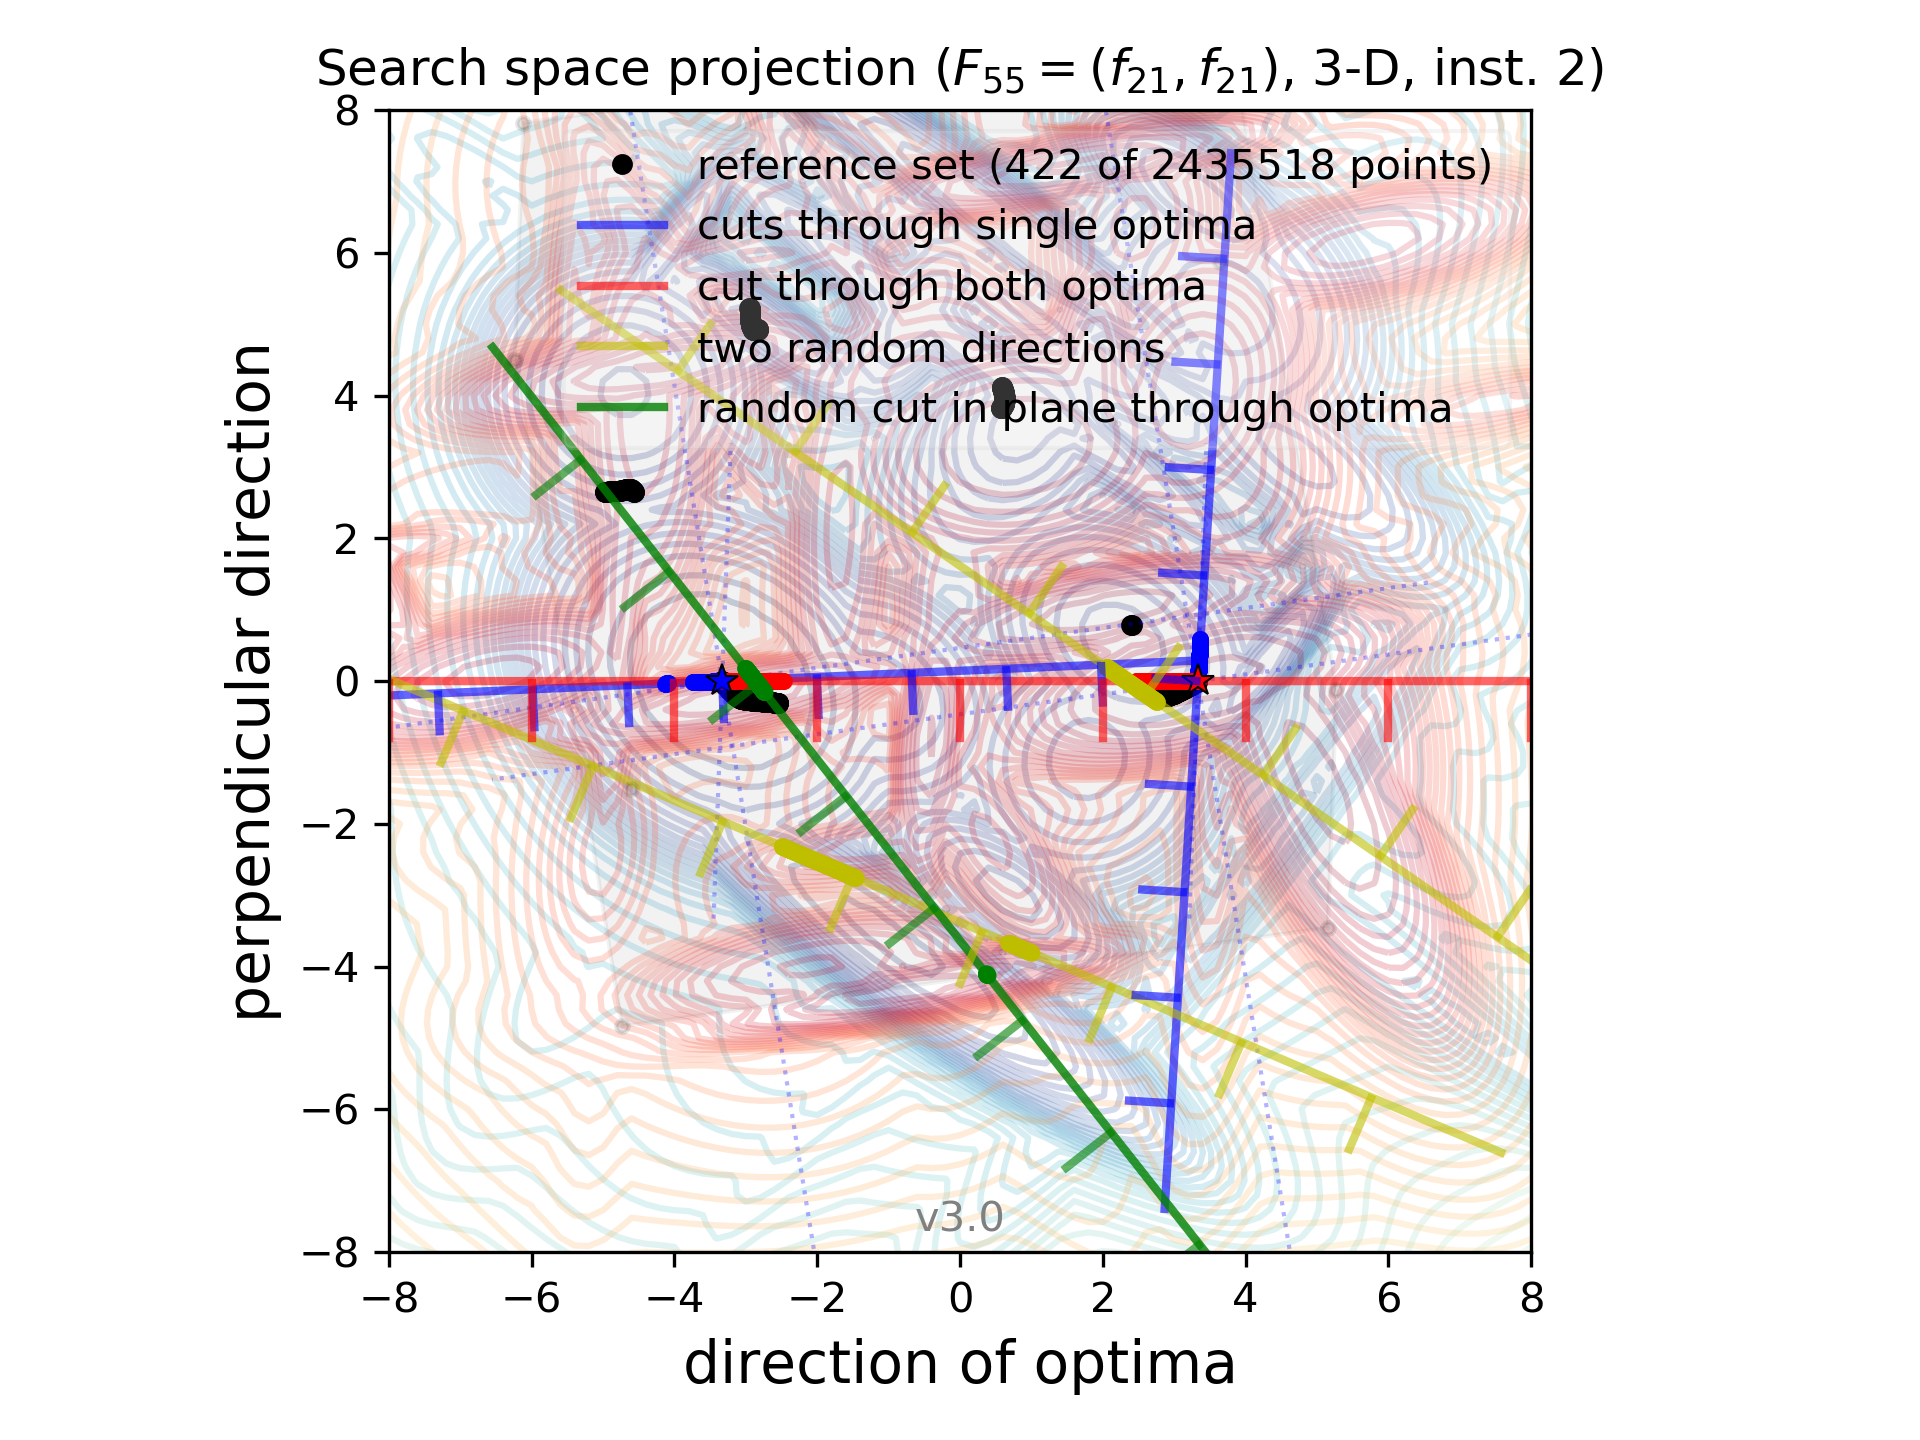 Search space projection (F55 = (f21, f21), 3-D, inst. 2)
reference set (422 of 2435518 points)
cuts through single optima
cut through both optima
two random directions
random cut in plane through optima
perpendicular direction
8
6
4
2
0
−2
−4
−6
−8
v3.0
−8 −6 −4 −2 0 2 4 6 8
direction of optima